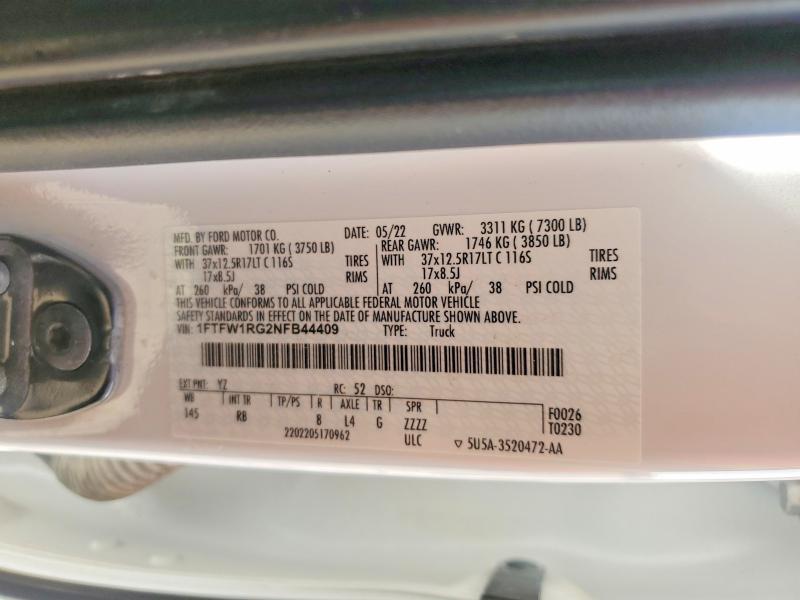 MFD. BY FORD MOTOR CO. DATE: 05/22 GVWR: 3311 KG ( 7300 LB)
FRONT GAWR: 1701 KG ( 3750 LB) REAR GAWR: 1746 KG ( 3850 LB)
WITH 37x12.5R17LT C 116S TIRES WITH 37x12.5R17LT C 116S TIRES
17x8.5J RIMS 17x8.5J RIMS
AT 260 kPa/ 38 PSI COLD AT 260 kPa/ 38 PSI COLD
THIS VEHICLE CONFORMS TO ALL APPLICABLE FEDERAL MOTOR VEHICLE
SAFETY STANDARDS IN EFFECT ON THE DATE OF MANUFACTURE SHOWN ABOVE.
VIN: 1FTFW1RG2NFB44409 TYPE: Truck
EXT PNT: YZ RC: 52 DSO:
WB INT TR TP/PS R AXLE TR SPR
145 RB 8 L4 G ZZZZ F0026
2202205170962 ULC T0230
5U5A-3520472-AA